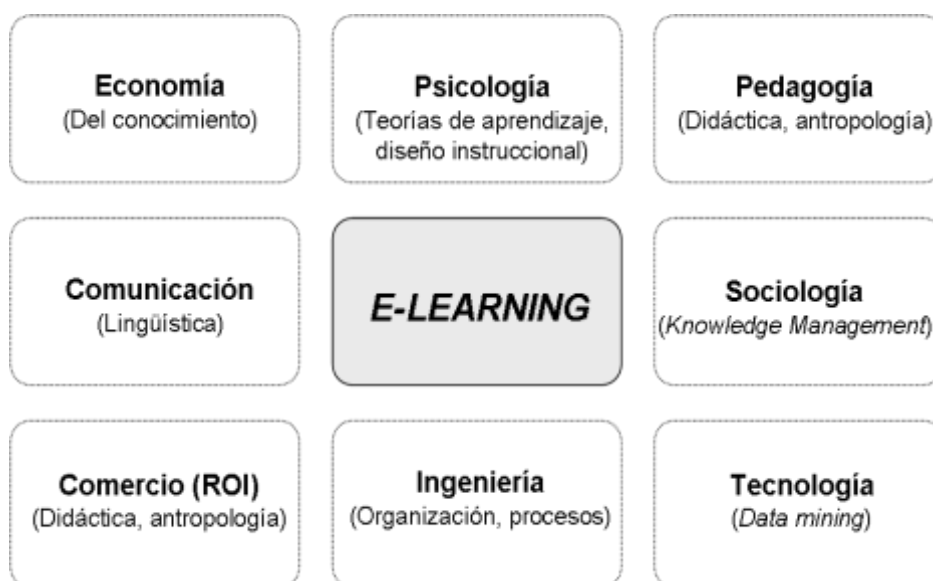 Economía
(Del conocimiento)
Psicología
(Teorías de aprendizaje,
diseño instruccional)
Pedagogía
(Didáctica, antropología)
Comunicación
(Lingüística)
E-LEARNING
Sociología
(Knowledge Management)
Comercio (ROI)
(Didáctica, antropología)
Ingeniería
(Organización, procesos)
Tecnología
(Data mining)